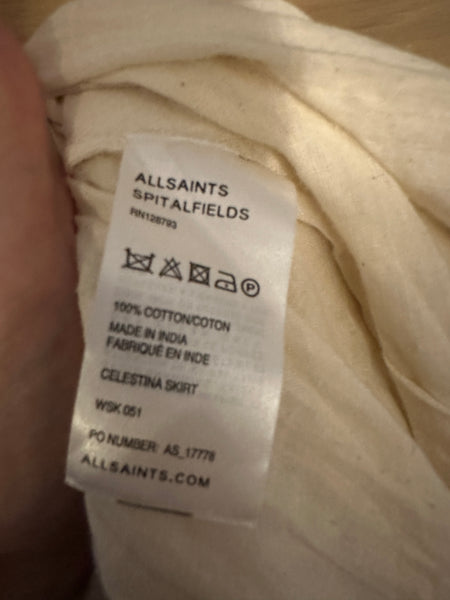 ALLSAINTS
SPITALFIELDS
RN128793
P
100% COTTON/COTON
MADE IN INDIA
FABRIQUÉ EN INDE
CELESTINA SKIRT
WSK 051
PO NUMBER: AS_17778
ALLSAINTS.COM